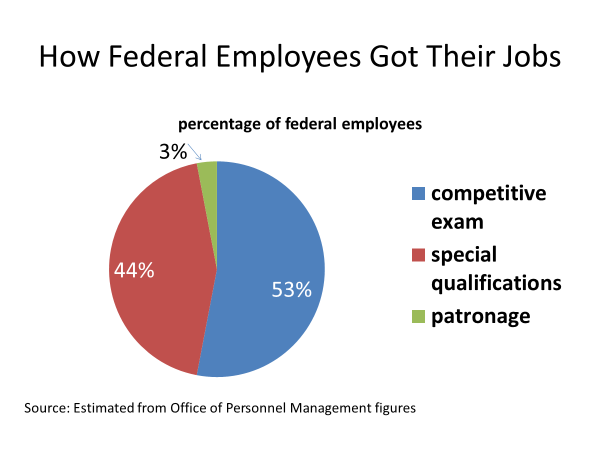 How Federal Employees Got Their Jobs
percentage of federal employees
3%
44%
53%
competitive
exam
special
qualifications
patronage
Source: Estimated from Office of Personnel Management figures